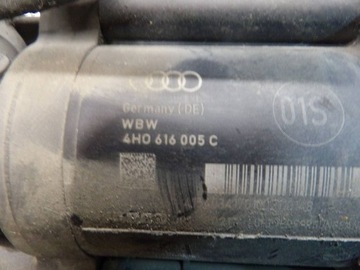 Germany (DE)
01S
WBW
4H0 616 005 C